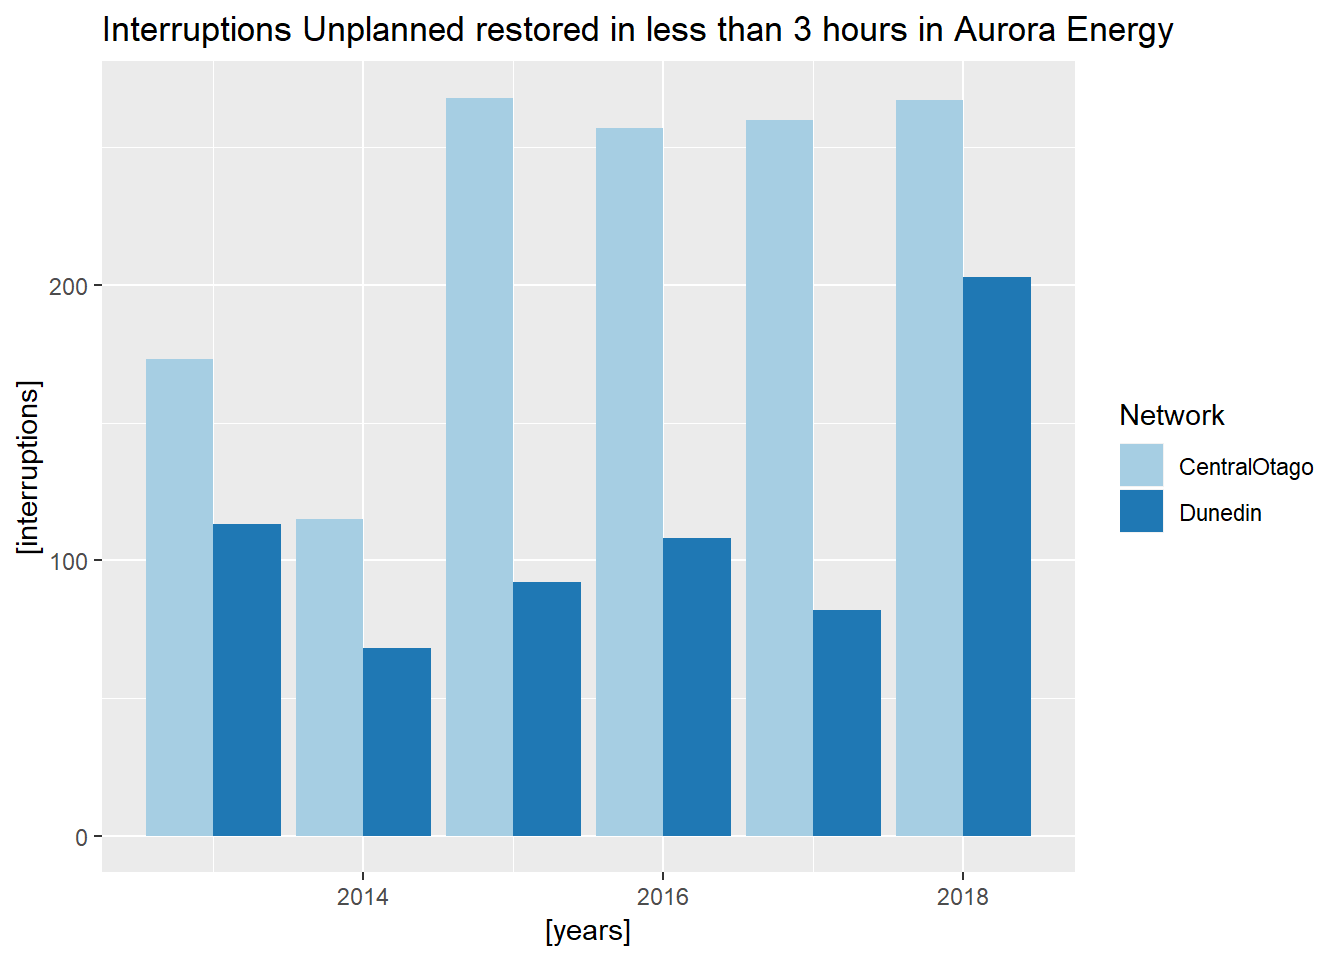 Interruptions Unplanned restored in less than 3 hours in Aurora Energy
[interruptions]
200
100
0
2014
2016
2018
[years]
Network
CentralOtago
Dunedin